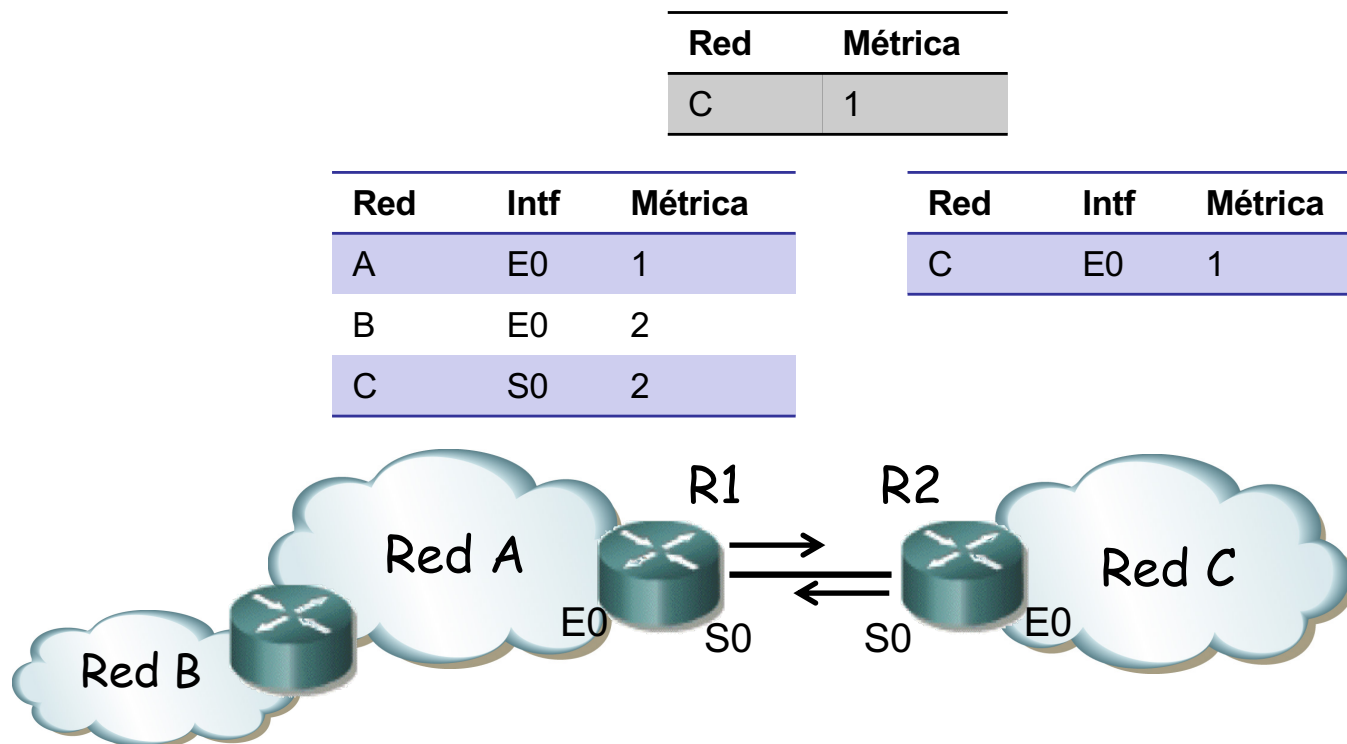 Red Métrica
C 1
Red Intf Métrica
A E0 1
B E0 2
C S0 2
Red Intf Métrica
C E0 1
R1 R2
Red A
Red C
E0 S0 S0 E0
Red B